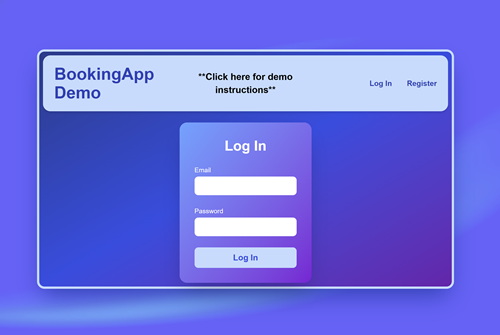 BookingApp
Demo
**Click here for demo
instructions**
Log In
Register
Log In
Email
Password
Log In